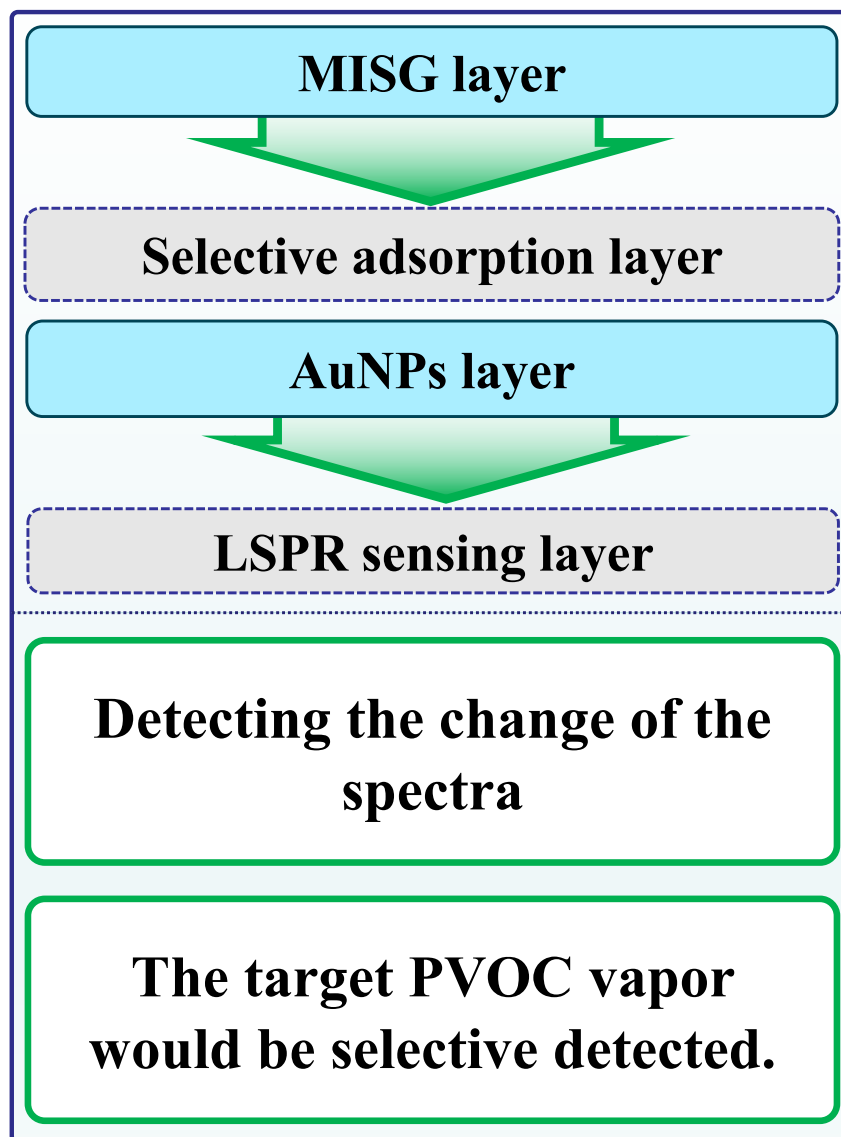 MISG layer
Selective adsorption layer
AuNPs layer
LSPR sensing layer
Detecting the change of the
spectra
The target PVOC vapor
would be selective detected.